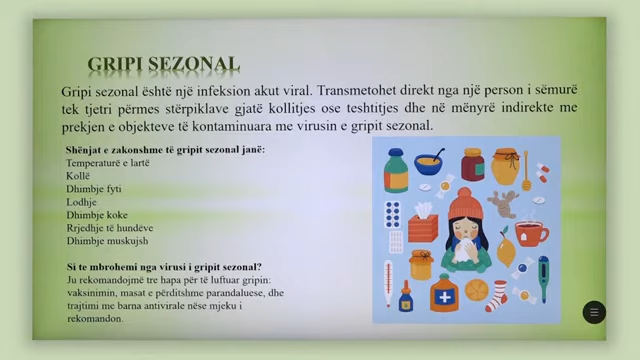 GRIPI SEZONAL
Gripi sezonal është një infeksion akut viral. Transmetohet direkt nga një person i sëmurë
tek tjetri përmes stërpiklave gjatë kollitjes ose teshtitjes dhe në mënyrë indirekte me
prekjen e objekteve të kontaminuara me virusin e gripit sezonal.
Shënjat e zakonshme të gripit sezonal janë:
Temperaturë e lartë
Kollë
Dhimbje fyti
Lodhje
Dhimbje koke
Rrjedhje të hundëve
Dhimbje muskujsh
Si te mbrohemi nga virusi i gripit sezonal?
Ju rekomandojmë tre hapa për të luftuar gripin:
vaksinimin, masat e përditshme parandaluese, dhe
trajtimi me barna antivirale nëse mjeku i
rekomandon.